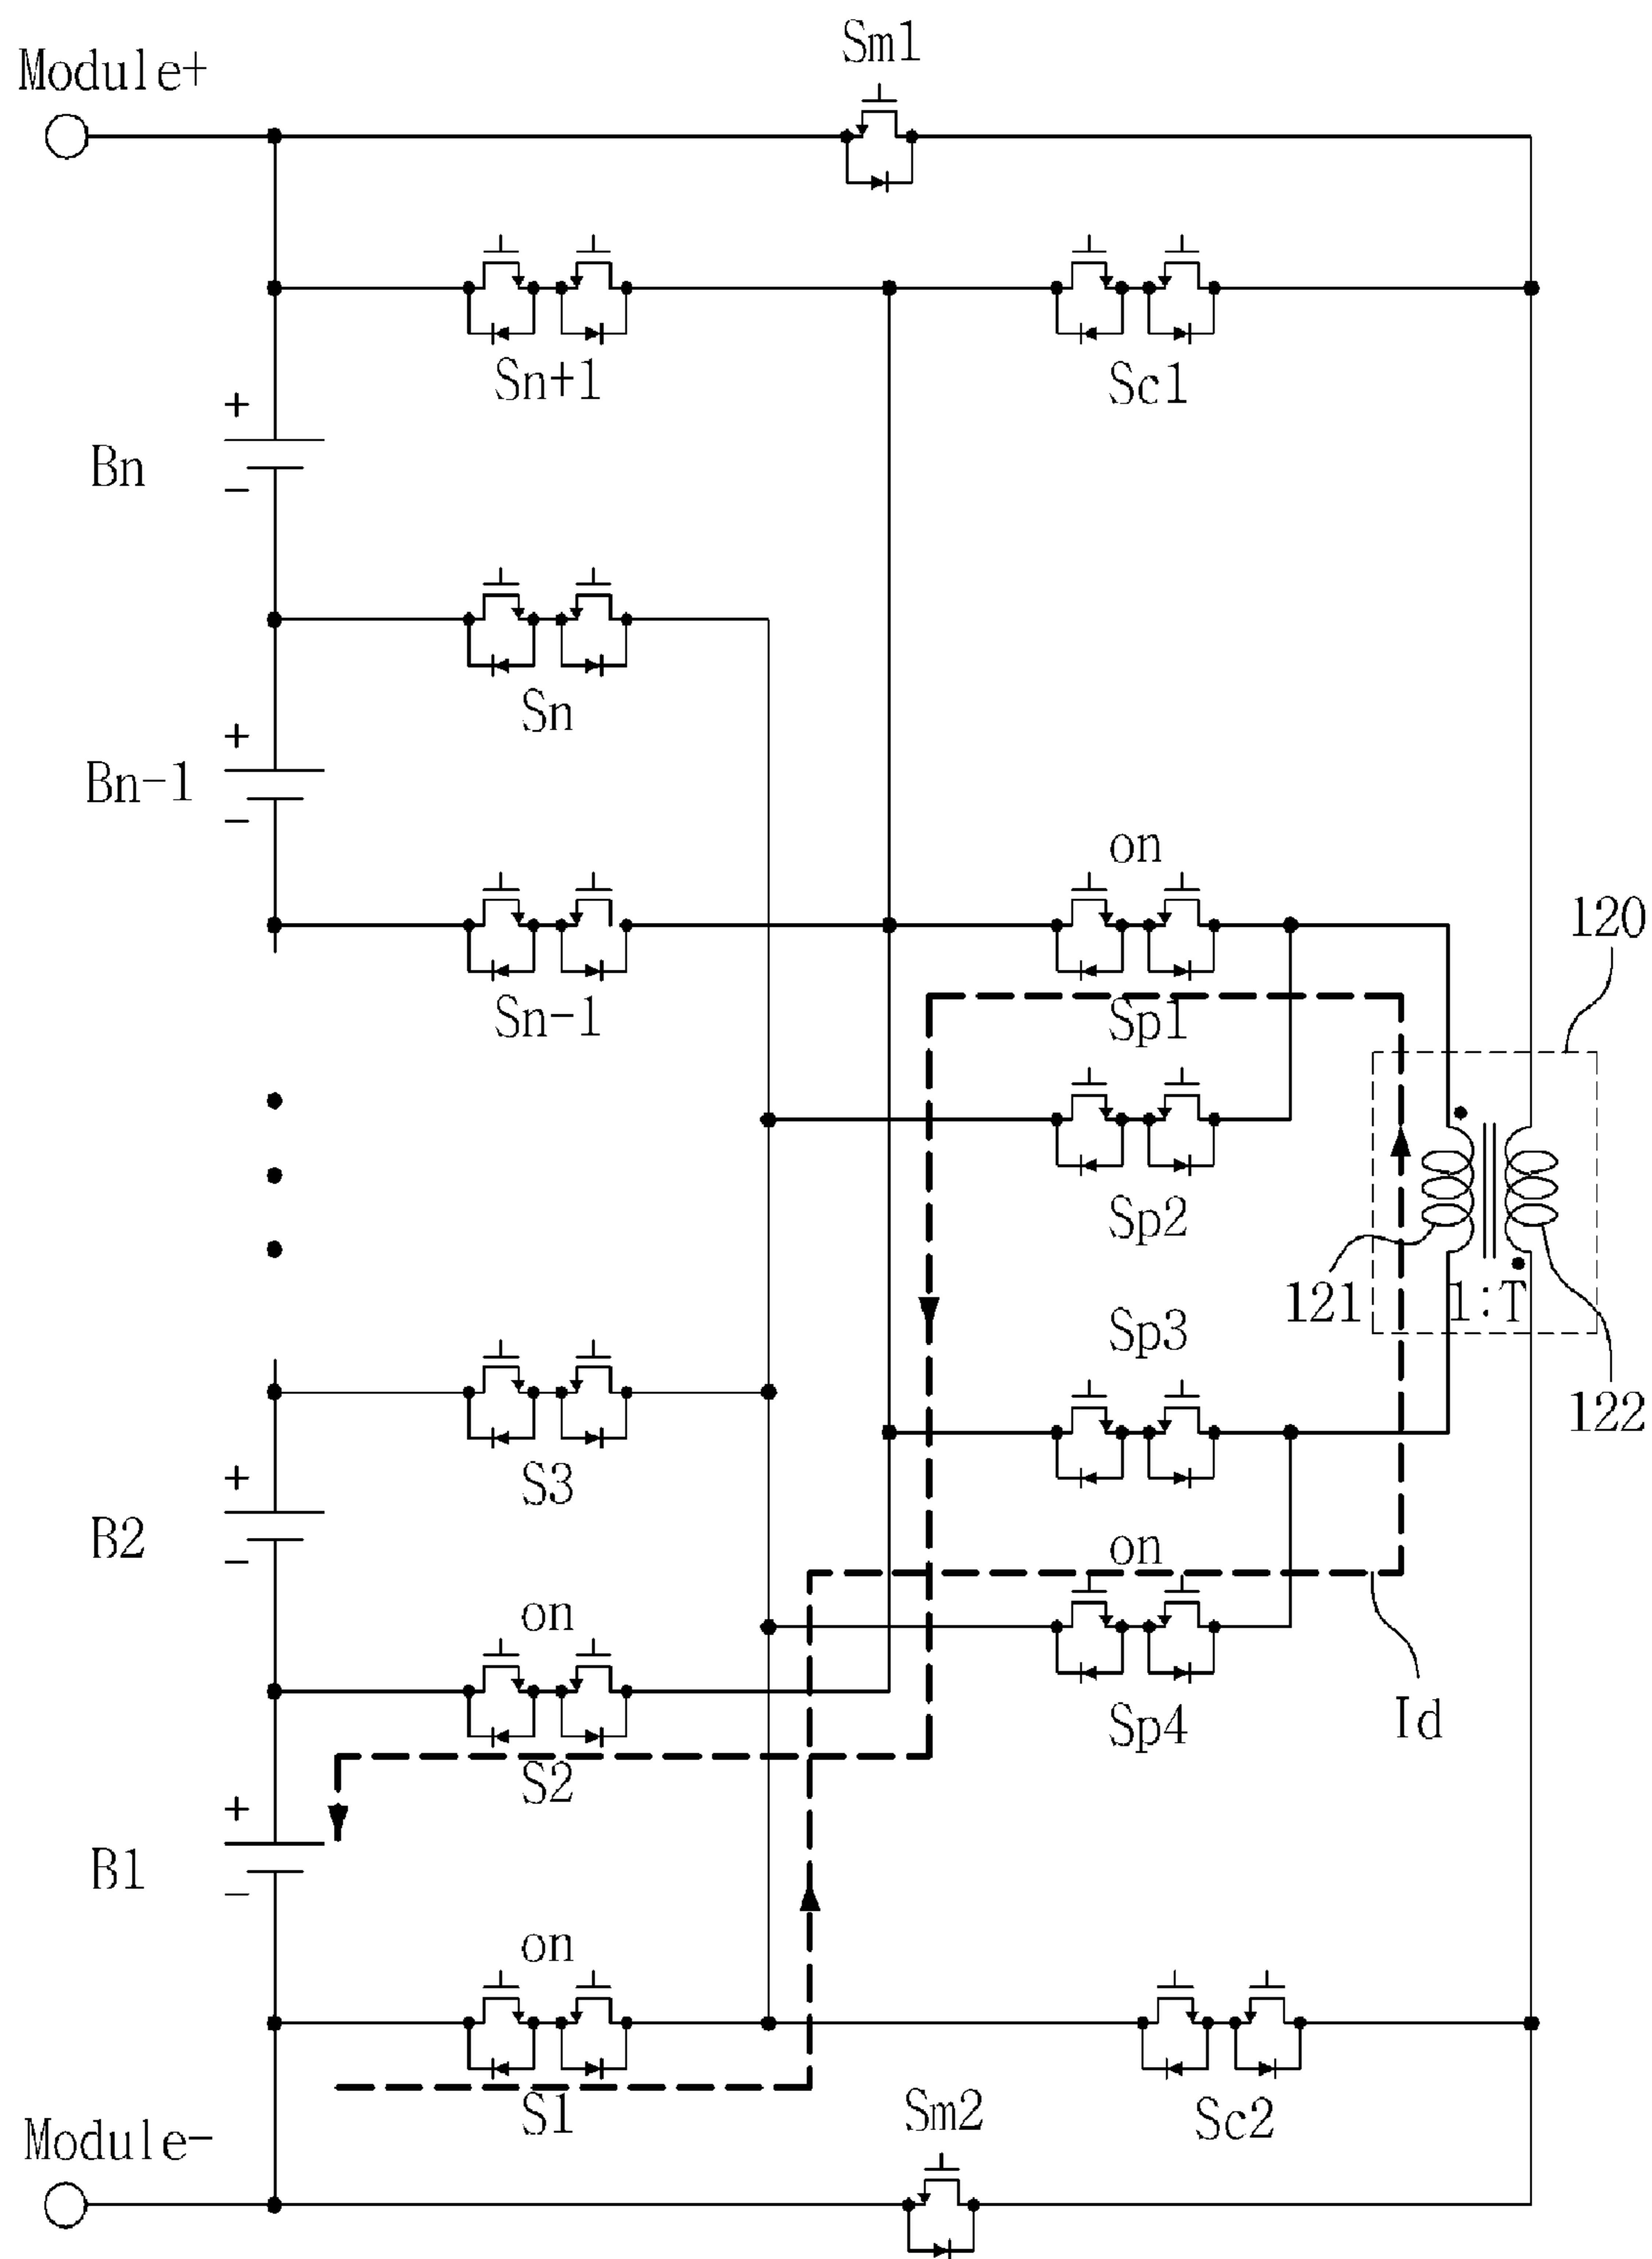 Sm1
Module+
Sn+1
Sc1
+
Bn
-
Sn
+
Bn-1
-
on
120
Sn-1
Sp1
Sp2
121
1:T
Sp3
122
S3
+
B2
-
on
on
Sp4
Id
S2
+
B1
-
on
S1
Sm2
Sc2
Module-